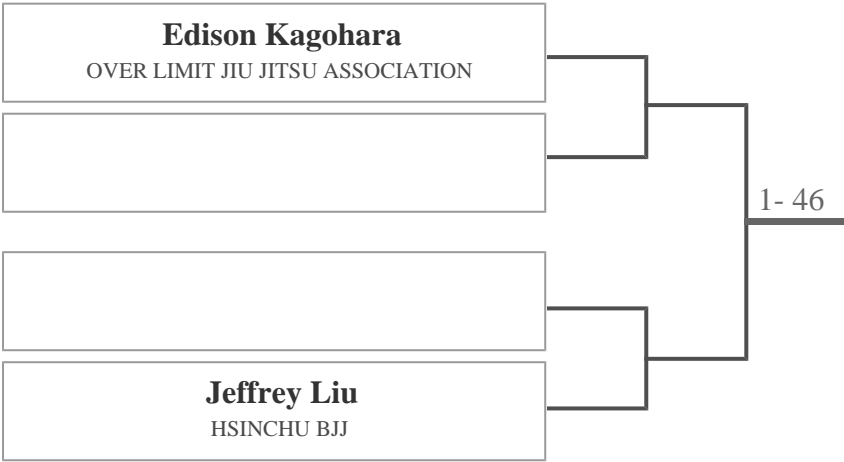 Edison Kagohara
OVER LIMIT JIU JITSU ASSOCIATION
1- 46
Jeffrey Liu
HSINCHU BJJ